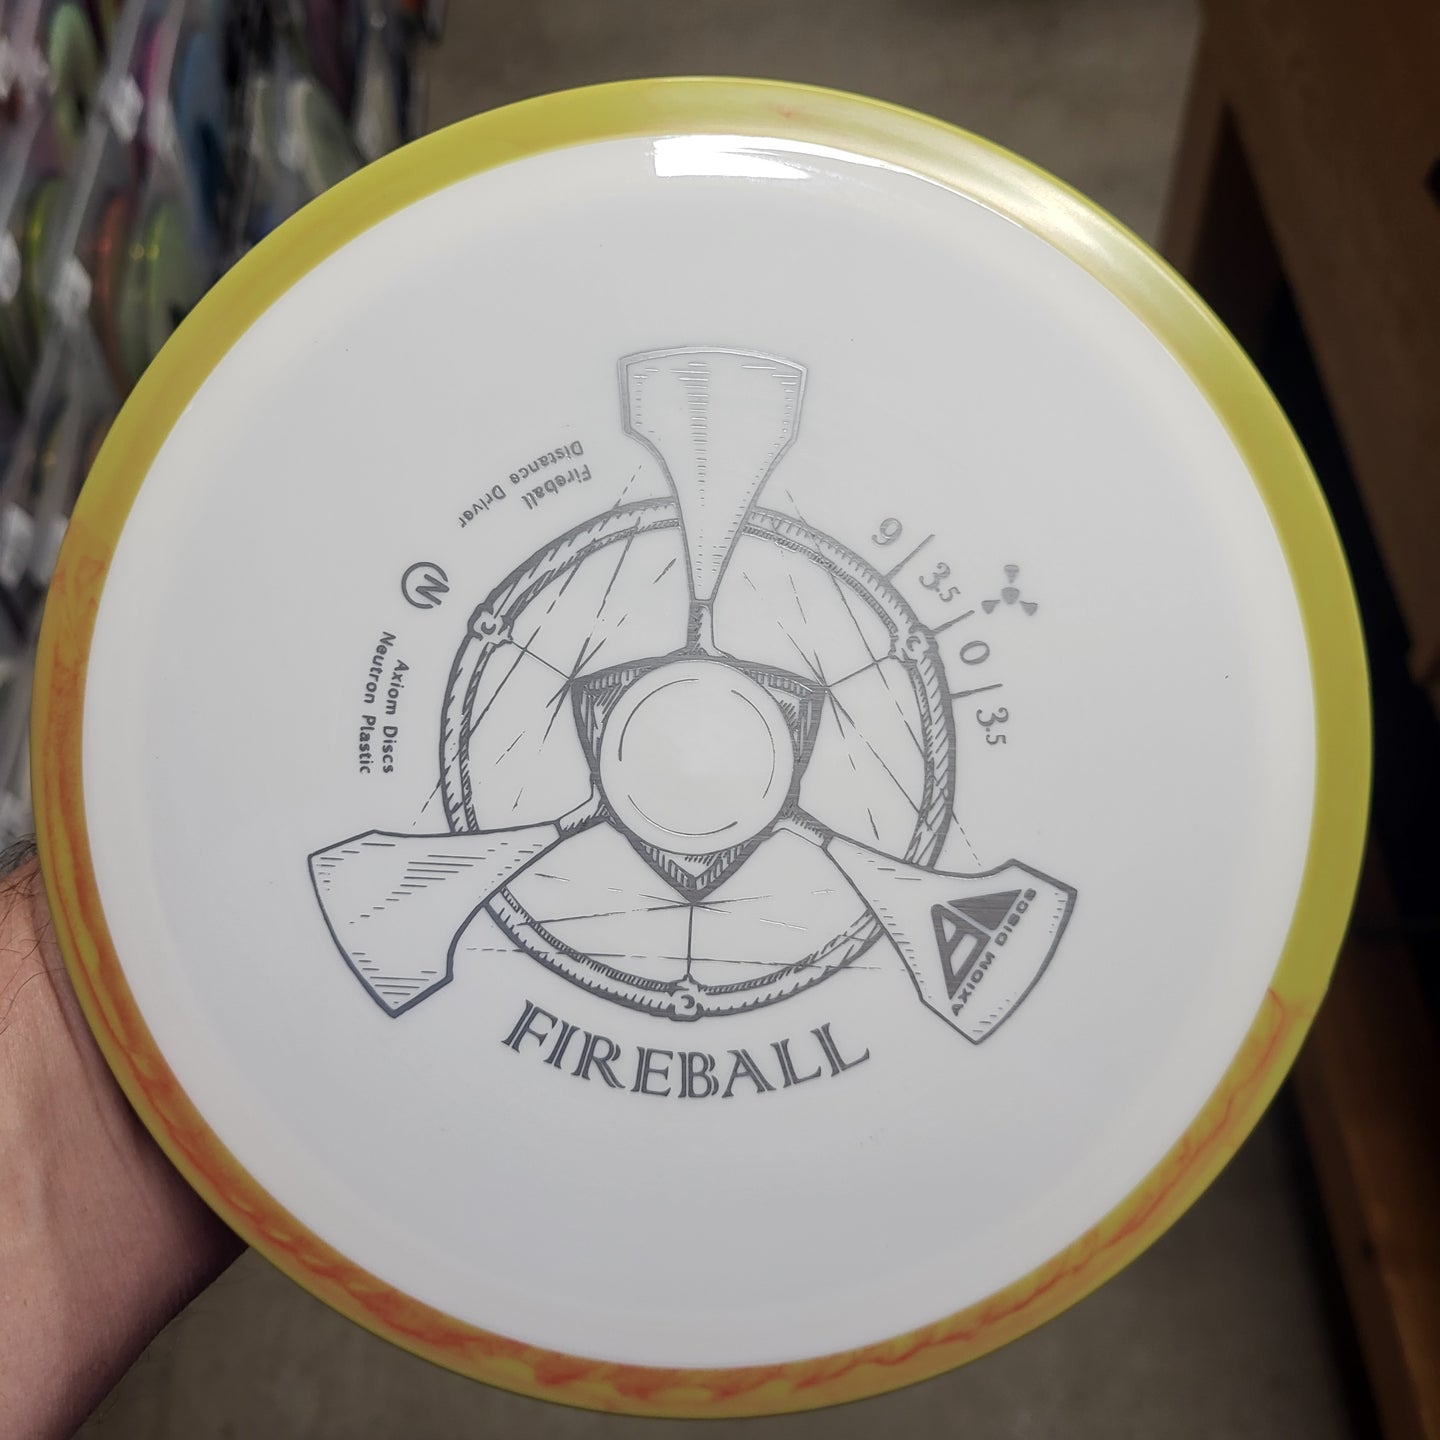 Fireball
Distance Driver
9 / 3.5 / 0 / 3.5
N
Axiom Discs
Neutron Plastic
AXIOM DISCS
FIREBALL